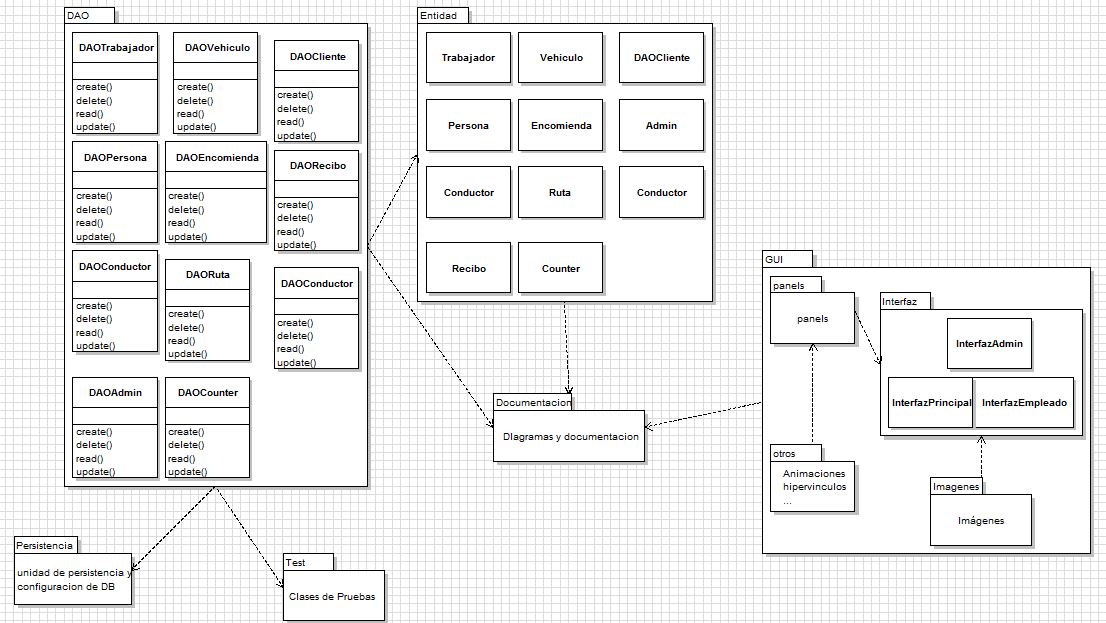 DAO
DAOTrabajador
create()
delete()
read()
update()
DAOVehiculo
create()
delete()
read()
update()
DAOCliente
create()
delete()
read()
update()
DAOPersona
create()
delete()
read()
update()
DAOEncomienda
create()
delete()
read()
update()
DAORecibo
create()
delete()
read()
update()
DAOConductor
create()
delete()
read()
update()
DAORuta
create()
delete()
read()
update()
DAOConductor
create()
delete()
read()
update()
DAOAdmin
create()
delete()
read()
update()
DAOCounter
create()
delete()
read()
update()
Entidad
Trabajador
Vehiculo
DAOCliente
Persona
Encomienda
Admin
Conductor
Ruta
Conductor
Recibo
Counter
Documentacion
DIagramas y documentacion
GUI
panels
panels
Interfaz
InterfazAdmin
InterfazPrincipal
InterfazEmpleado
otros
Animaciones
hipervinculos
...
Imagenes
Imágenes
Persistencia
unidad de persistencia y
configuracion de DB
Test
Clases de Pruebas